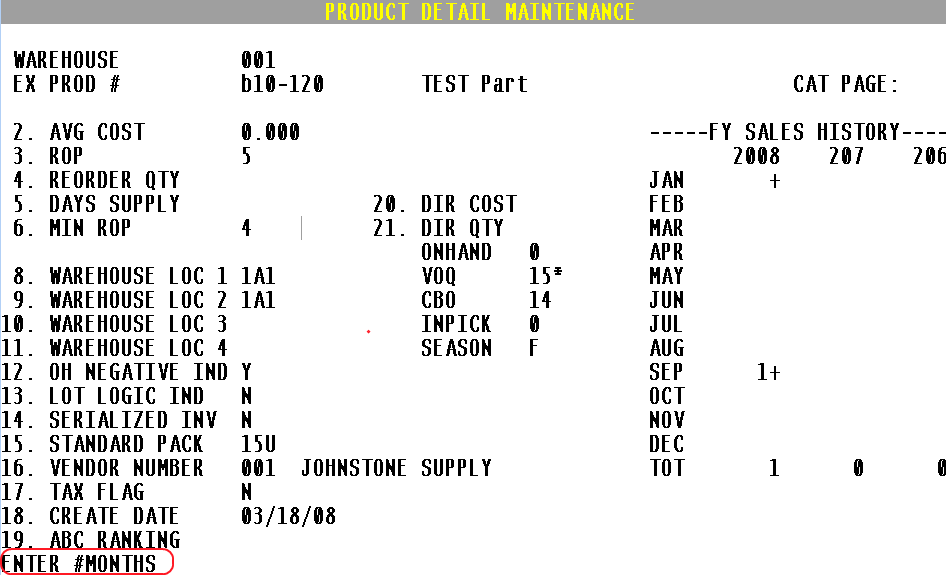 PRODUCT DETAIL MAINTENANCE
WAREHOUSE 001
EX PROD # b10-120 TEST Part CAT PAGE:
2. AVG COST 0.000 -----FY SALES HISTORY----
3. ROP 5 2008 207 206
4. REORDER QTY JAN +
5. DAYS SUPPLY 20. DIR COST FEB
6. MIN ROP 4 21. DIR QTY MAR
ONHAND 0 APR
8. WAREHOUSE LOC 1 1A1 VOQ 15* MAY
9. WAREHOUSE LOC 2 1A1 CBO 14 JUN
10. WAREHOUSE LOC 3 INPICK 0 JUL
11. WAREHOUSE LOC 4 SEASON F AUG
12. OH NEGATIVE IND Y SEP 1+
13. LOT LOGIC IND N OCT
14. SERIALIZED INV N NOV
15. STANDARD PACK 15U DEC
16. VENDOR NUMBER 001 JOHNSTONE SUPPLY TOT 1 0 0
17. TAX FLAG N
18. CREATE DATE 03/18/08
19. ABC RANKING
ENTER #MONTHS